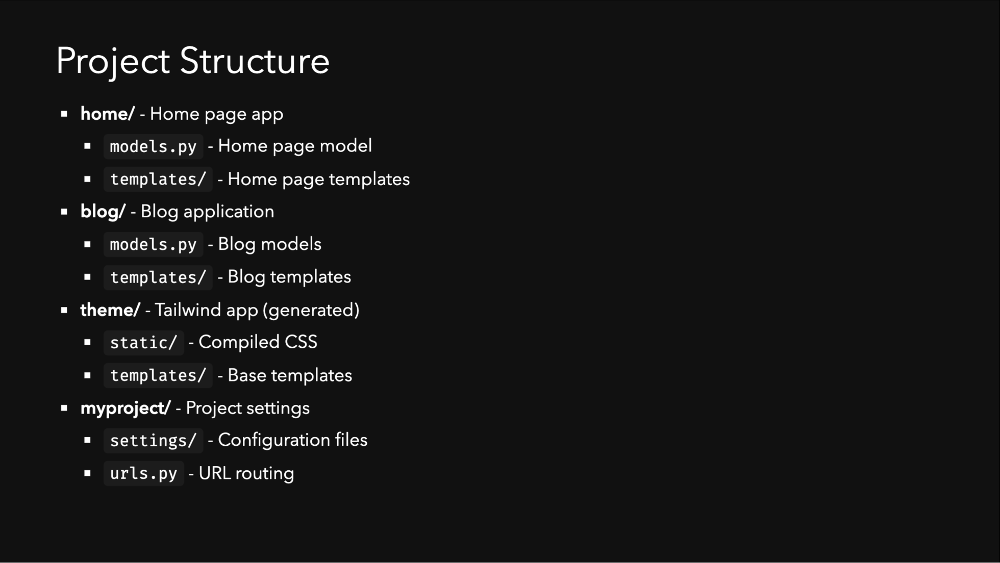 Project Structure
home/ - Home page app
models.py - Home page model
templates/ - Home page templates
blog/ - Blog application
models.py - Blog models
templates/ - Blog templates
theme/ - Tailwind app (generated)
static/ - Compiled CSS
templates/ - Base templates
myproject/ - Project settings
settings/ - Configuration files
urls.py - URL routing